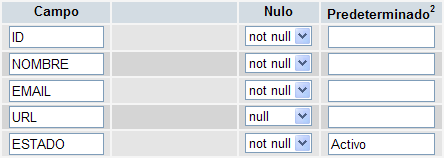 Campo Nulo Predeterminado2
ID not null
NOMBRE not null
EMAIL not null
URL null
ESTADO not null Activo